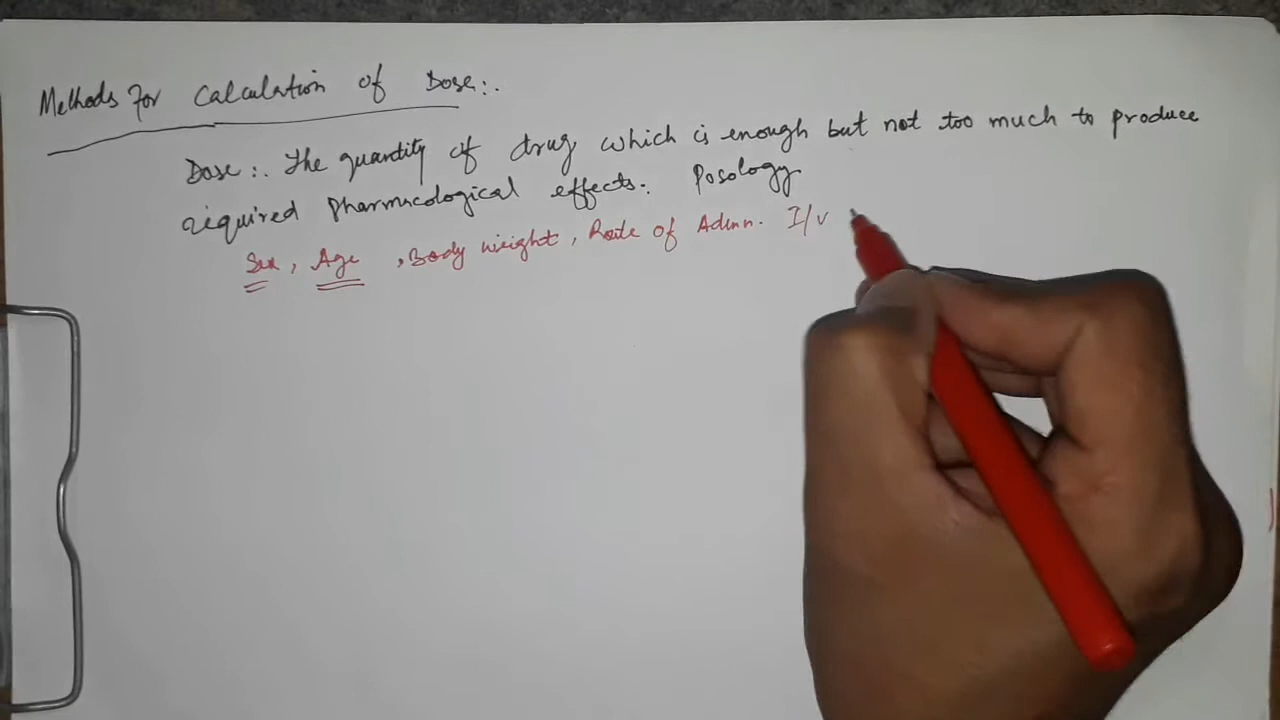 Methods For Calculation of Dose:.
Dose:. The quantity of drug which is enough but not too much to produce
required Pharmacological effects. Posology
Sex, Age, Body weight, Route of Admn. I/v